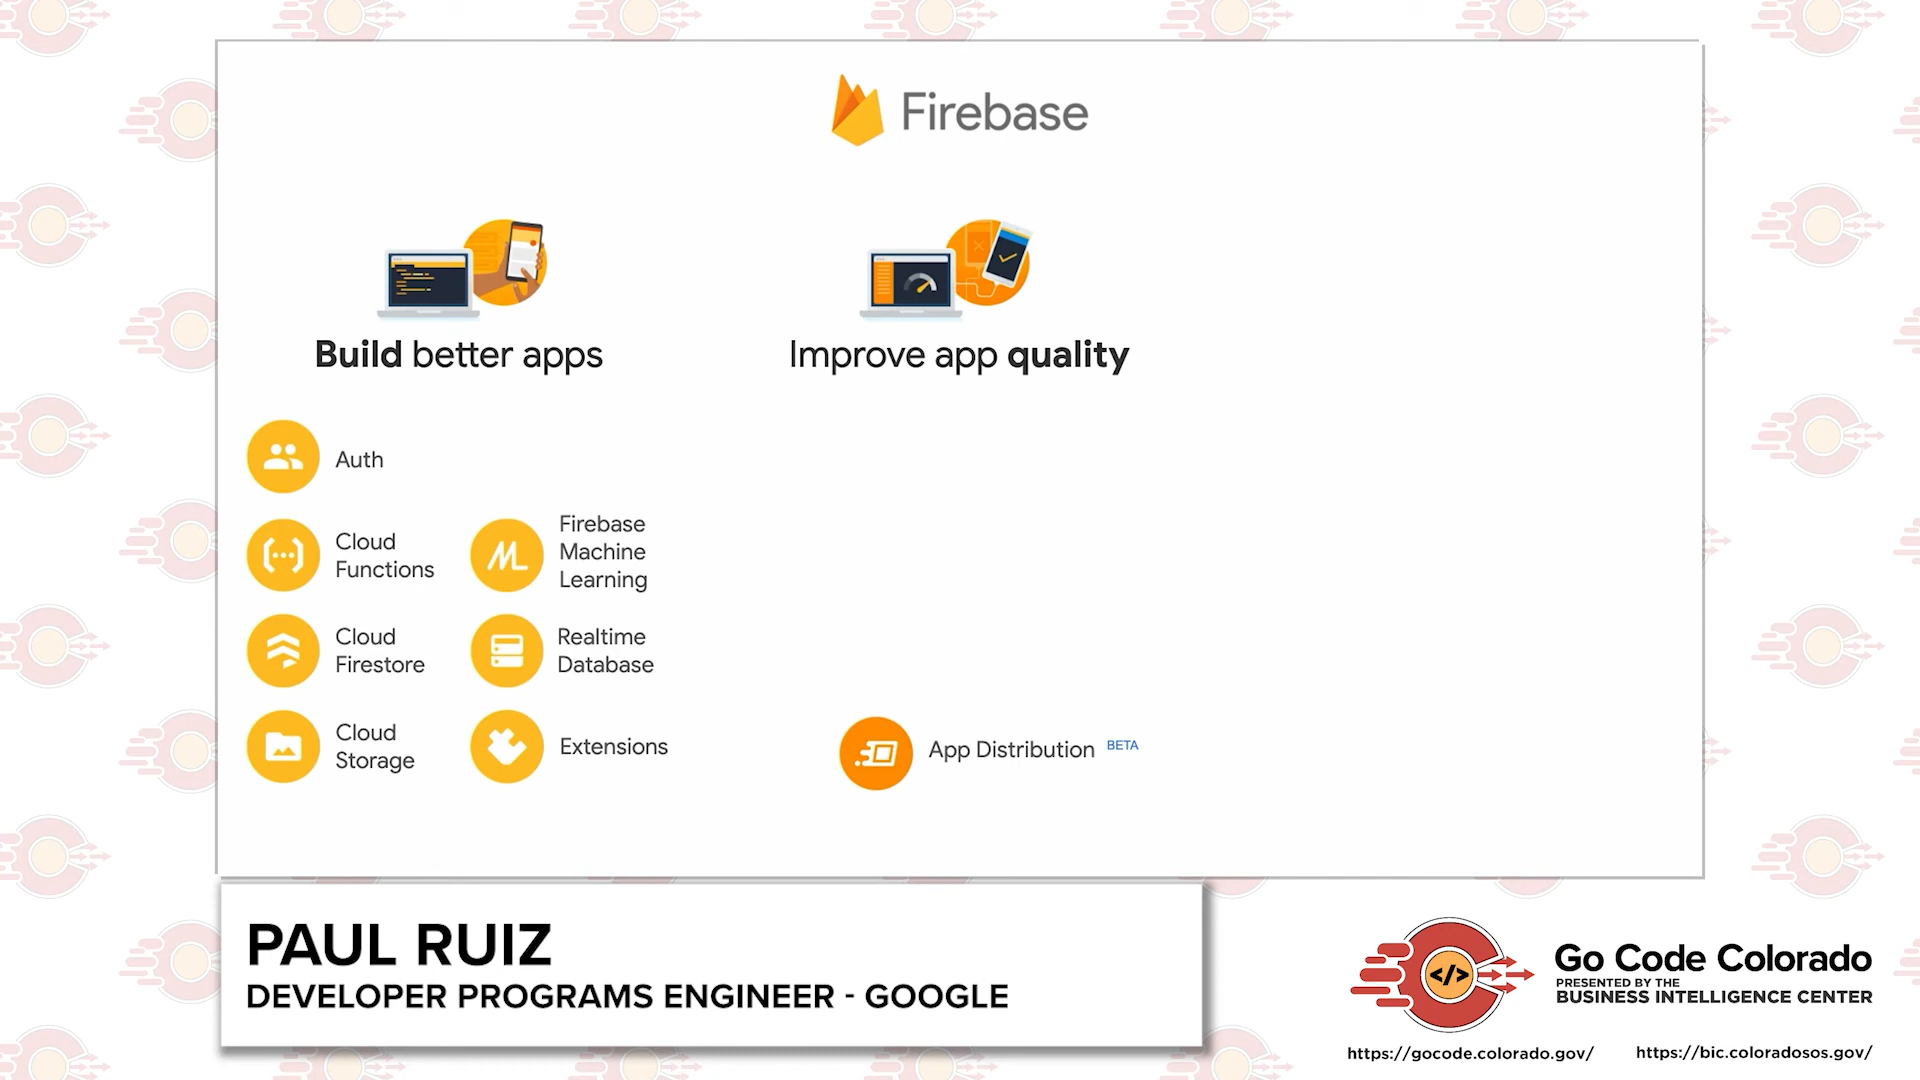 Firebase
Build better apps
Improve app quality
Auth
Cloud
Functions
Firebase
Machine
Learning
Cloud
Firestore
Realtime
Database
Cloud
Storage
Extensions
App Distribution BETA
PAUL RUIZ
DEVELOPER PROGRAMS ENGINEER - GOOGLE
</>
Go Code Colorado
PRESENTED BY THE
BUSINESS INTELLIGENCE CENTER
https://gocode.colorado.gov/
https://bic.coloradosos.gov/